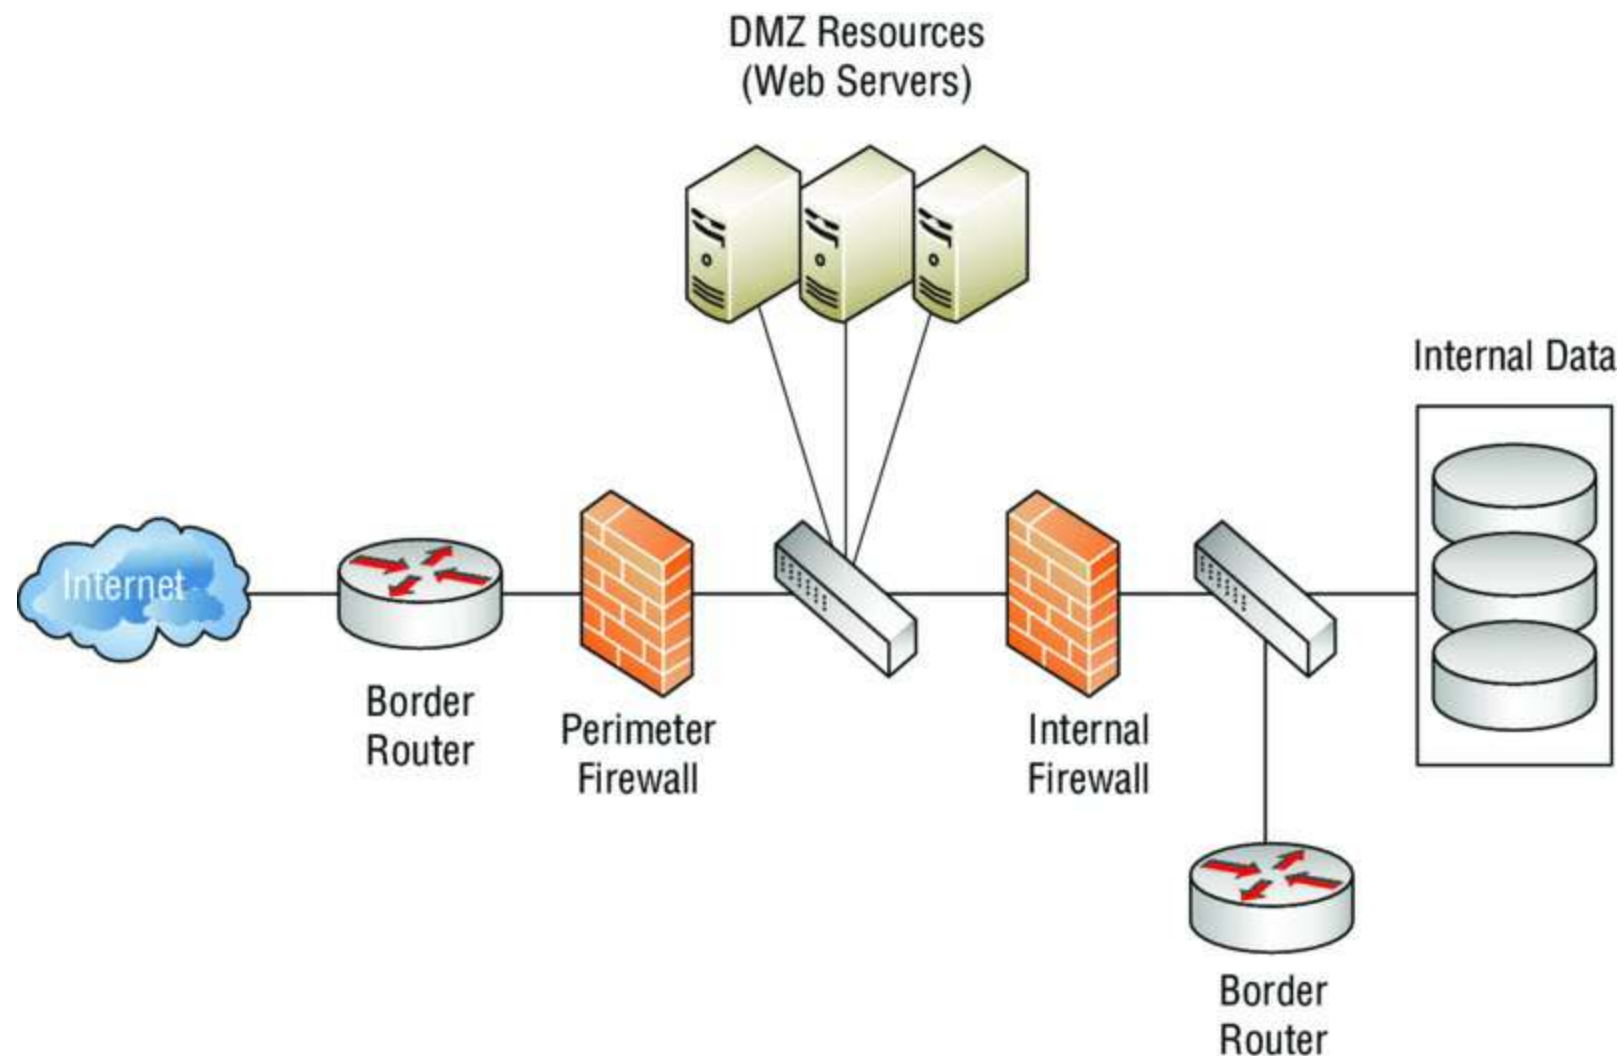 DMZ Resources
(Web Servers)
Internal Data
Internet
Border
Router
Perimeter
Firewall
Internal
Firewall
Border
Router